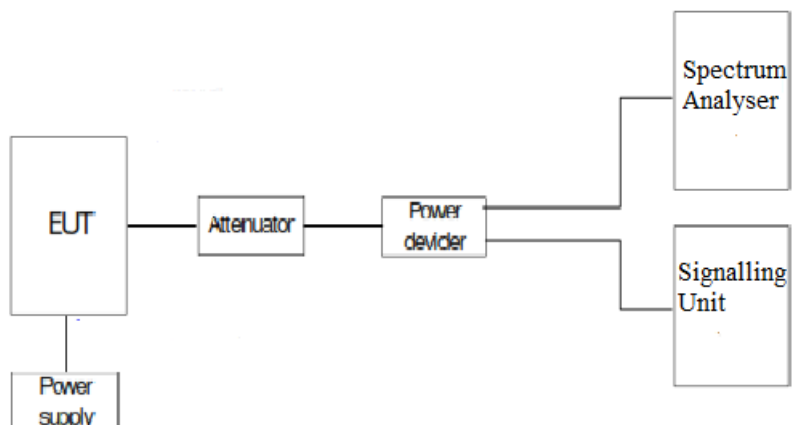 Spectrum
Analyser
EUT
Attenuator
Power
devider
Signalling
Unit
Power
supply